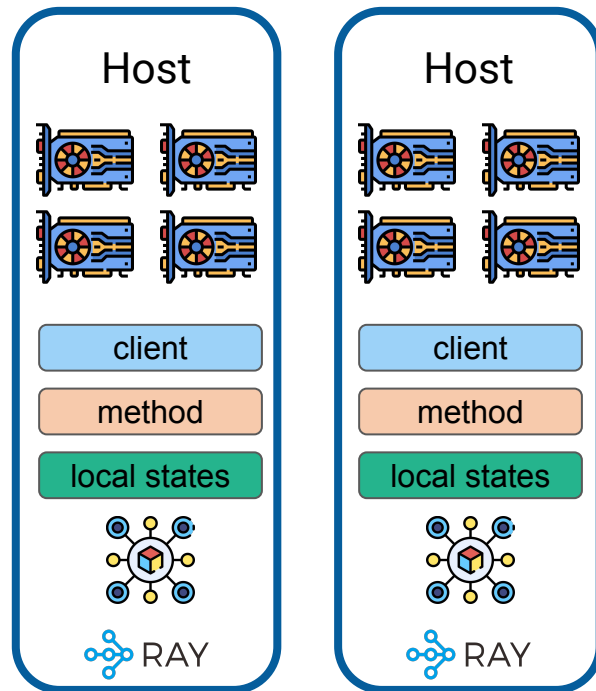 Host
client
method
local states
RAY
Host
client
method
local states
RAY